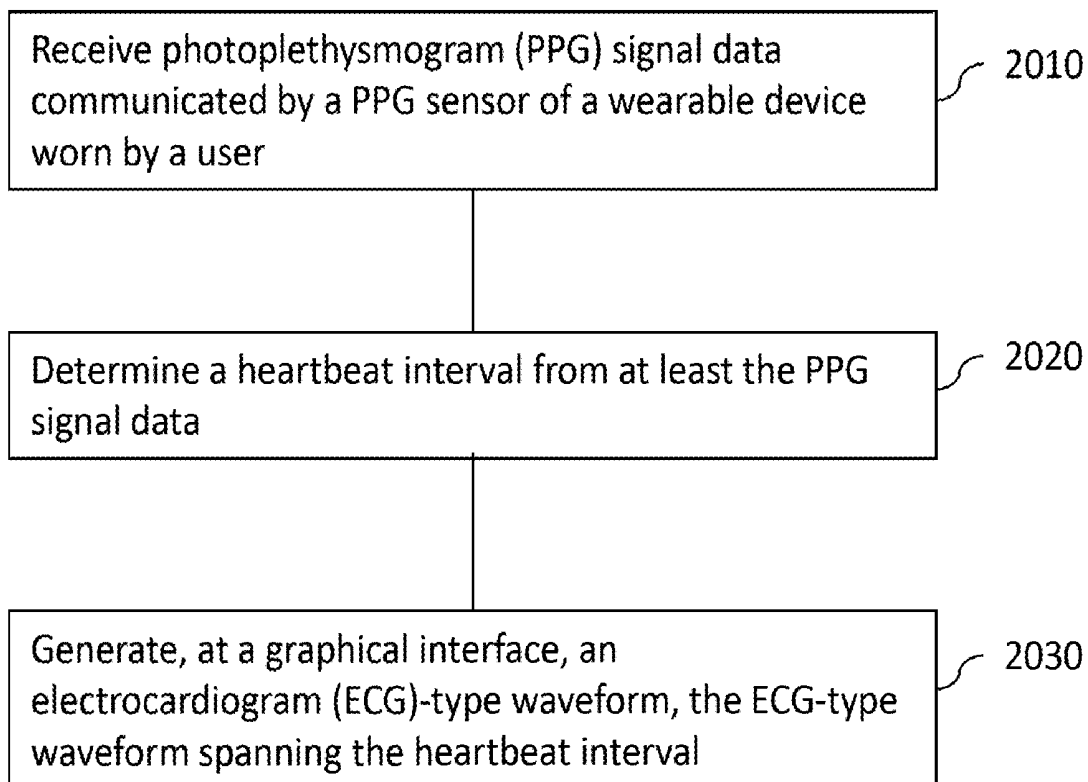 Receive photoplethysmogram (PPG) signal data
communicated by a PPG sensor of a wearable device
worn by a user
2010
Determine a heartbeat interval from at least the PPG
signal data
2020
Generate, at a graphical interface, an
electrocardiogram (ECG)-type waveform, the ECG-type
waveform spanning the heartbeat interval
2030